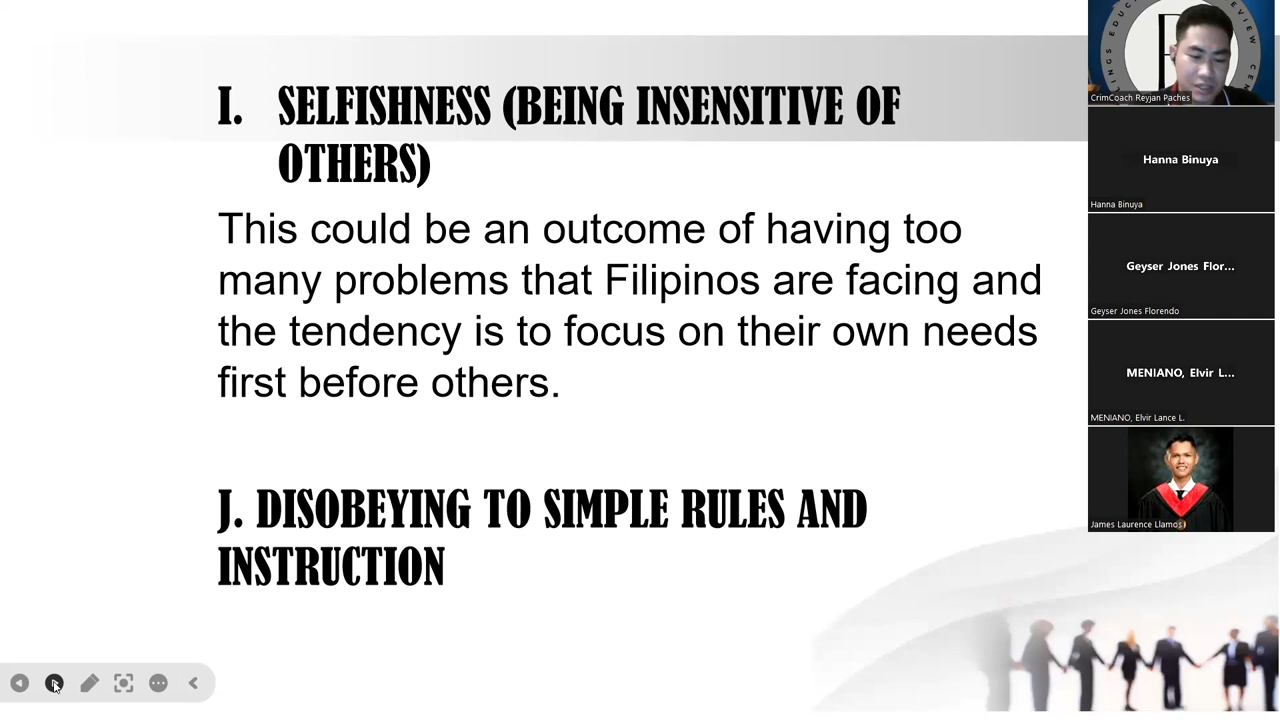 I. SELFISHNESS (BEING INSENSITIVE OF
OTHERS)
This could be an outcome of having too
many problems that Filipinos are facing and
the tendency is to focus on their own needs
first before others.
J. DISOBEYING TO SIMPLE RULES AND
INSTRUCTION
CrimCoach Reyjan Paches
Hanna Binuya
Hanna Binuya
Geyser Jones Flor...
Geyser Jones Florendo
MENIANO, Elvir L...
MENIANO, Elvir Lance L.
James Laurence Llamos